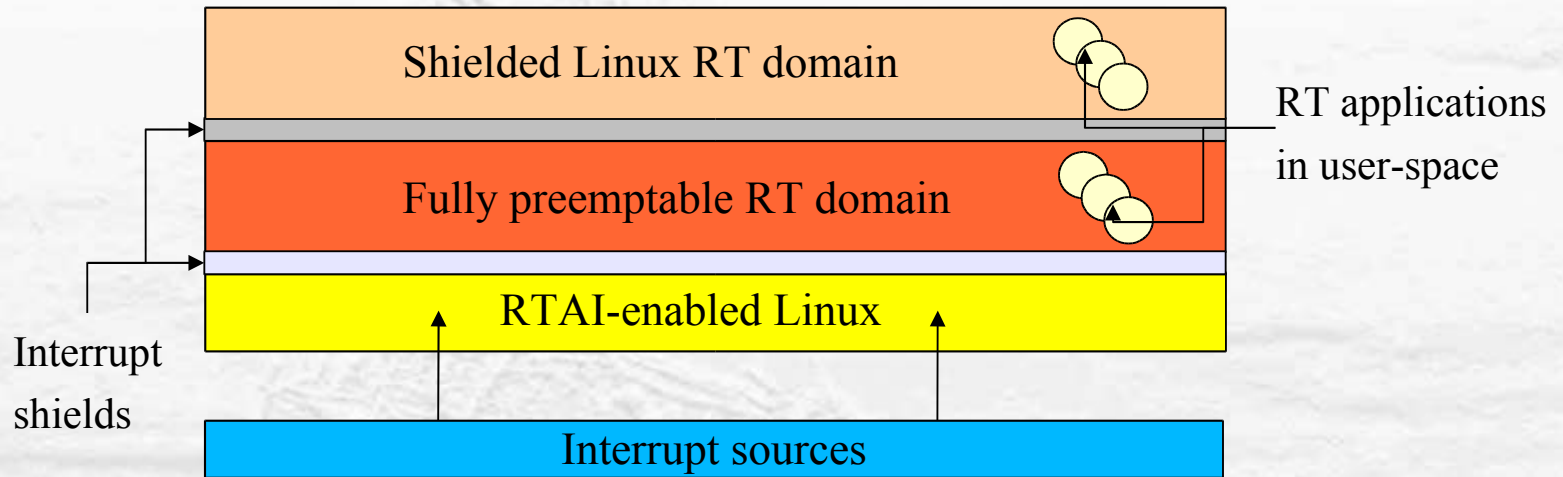 Shielded Linux RT domain
RT applications
in user-space
Fully preemptable RT domain
RTAI-enabled Linux
Interrupt
shields
Interrupt sources